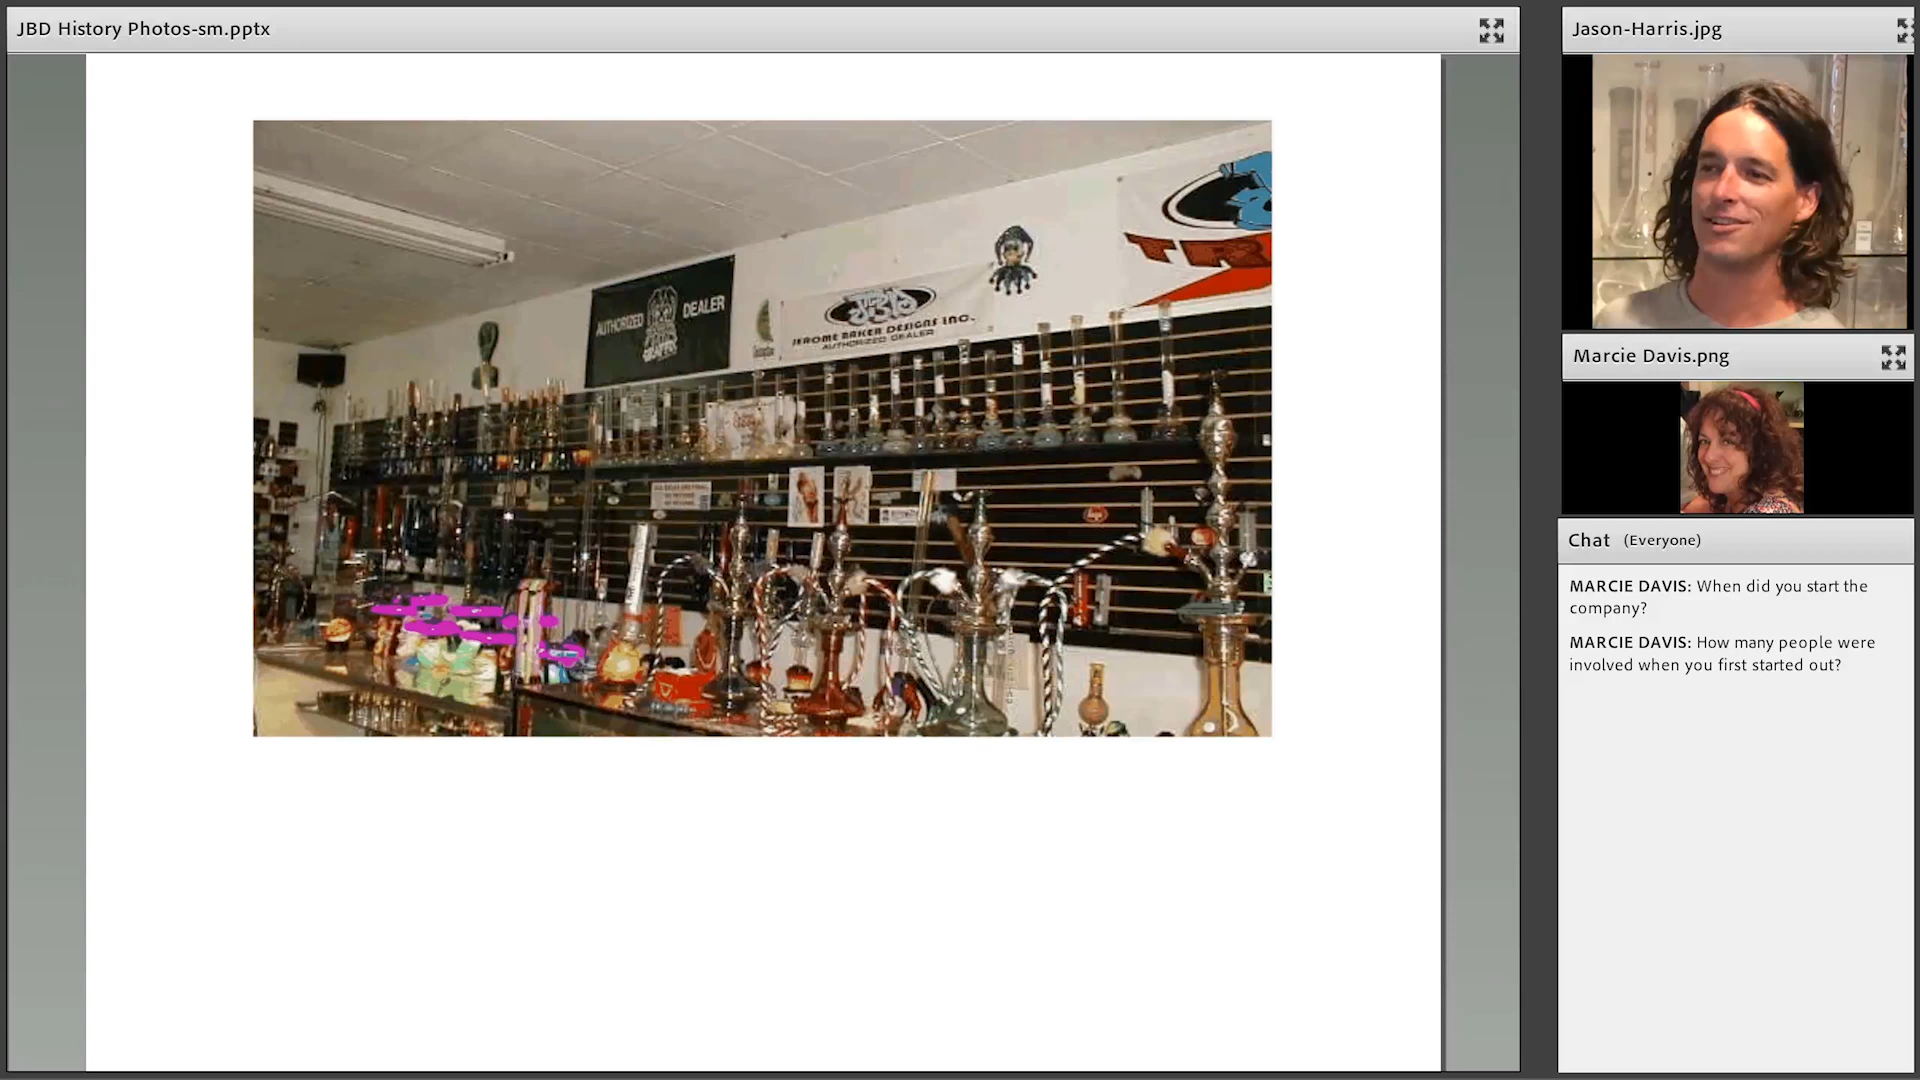 JBD History Photos-sm.pptx
AUTHORIZED DEALER
JEROME BAKER DESIGNS INC.
AUTHORIZED DEALER
TR
Jason-Harris.jpg
Marcie Davis.png
Chat (Everyone)
MARCIE DAVIS: When did you start the
company?
MARCIE DAVIS: How many people were
involved when you first started out?